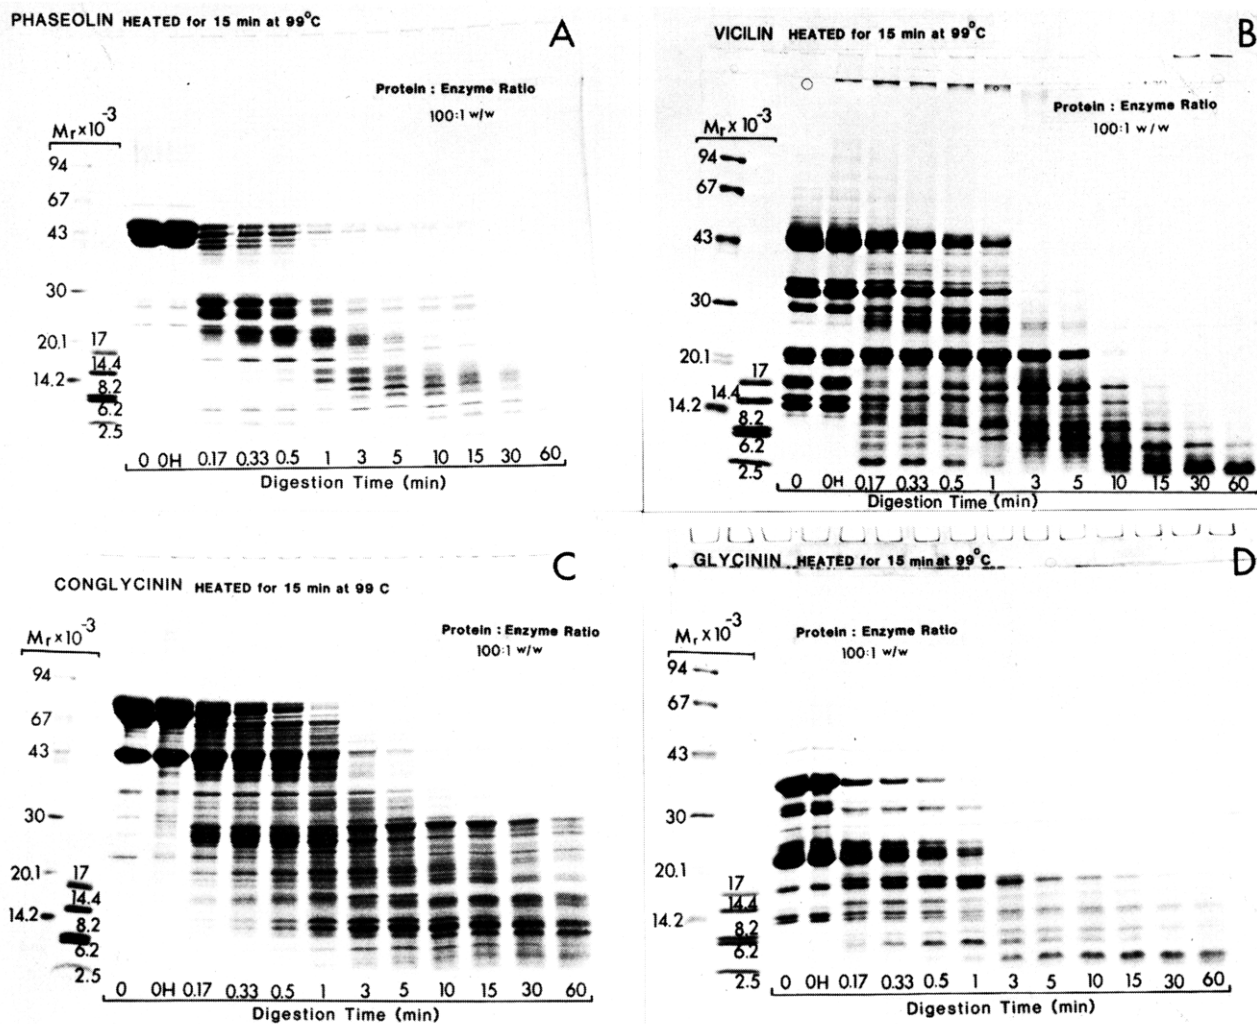 PHASEOLIN HEATED for 15 min at 99°C
A
Protein : Enzyme Ratio
100:1 w/w
Mr x10-3
94
67
43
30
20.1
17
14.4
14.2
8.2
6.2
2.5
0 0H 0.17 0.33 0.5 1 3 5 10 15 30 60
Digestion Time (min)
VICILIN HEATED for 15 min at 99°C
B
Protein : Enzyme Ratio
100:1 w/w
Mr x 10-3
94
67
43
30
20.1
17
14.4
14.2
8.2
6.2
2.5
0 0H 0.17 0.33 0.5 1 3 5 10 15 30 60
Digestion Time (min)
CONGLYCININ HEATED for 15 min at 99 C
C
Protein : Enzyme Ratio
100:1 w/w
Mr x10-3
94
67
43
30
20.1
17
14.4
14.2
8.2
6.2
2.5
0 0H 0.17 0.33 0.5 1 3 5 10 15 30 60
Digestion Time (min)
GLYCININ HEATED for 15 min at 99°C
D
Protein : Enzyme Ratio
100:1 w/w
Mr x 10-3
94
67
43
30
20.1
17
14.4
14.2
8.2
6.2
2.5
0 0H 0.17 0.33 0.5 1 3 5 10 15 30 60
Digestion Time (min)